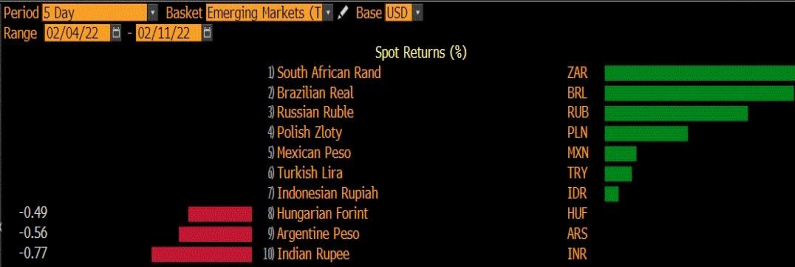 Period 5 Day Basket Emerging Markets (T Base USD
Range 02/04/22 - 02/11/22
Spot Returns (%)
1) South African Rand ZAR
2) Brazilian Real BRL
3) Russian Ruble RUB
4) Polish Zloty PLN
5) Mexican Peso MXN
6) Turkish Lira TRY
7) Indonesian Rupiah IDR
-0.49 8) Hungarian Forint HUF
-0.56 9) Argentine Peso ARS
-0.77 10) Indian Rupee INR